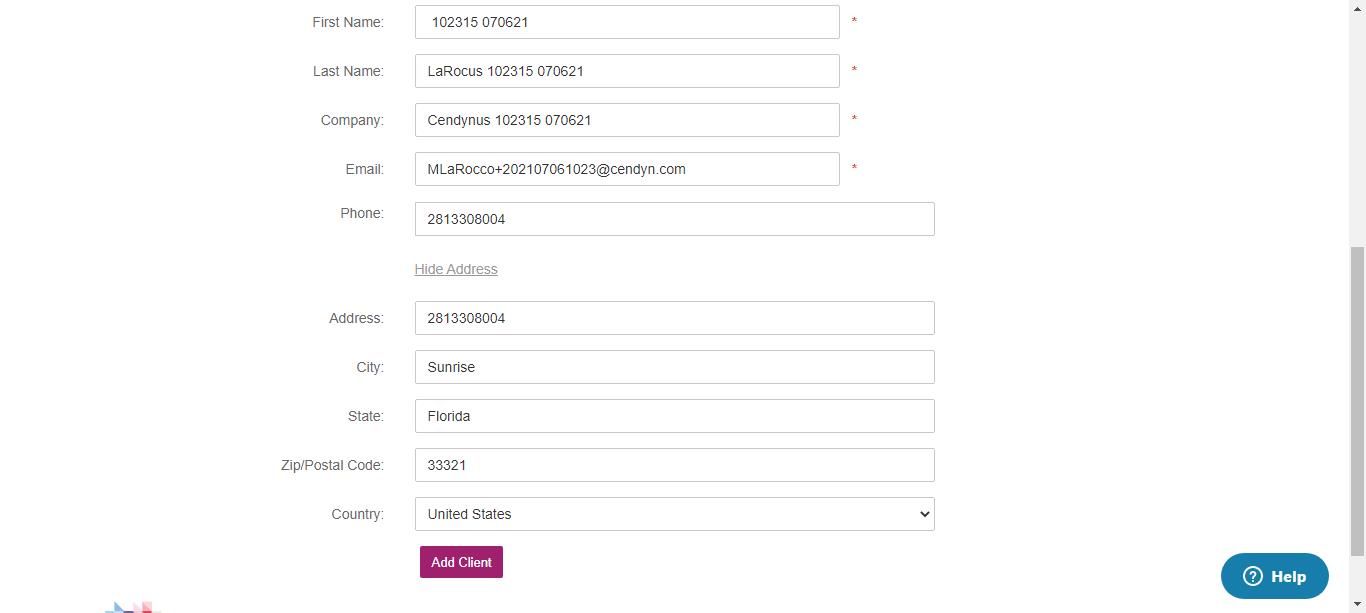 First Name: 102315 070621 *
Last Name: LaRocus 102315 070621 *
Company: Cendynus 102315 070621 *
Email: MLaRocco+202107061023@cendyn.com *
Phone: 2813308004
Hide Address
Address: 2813308004
City: Sunrise
State: Florida
Zip/Postal Code: 33321
Country: United States
Add Client
Help